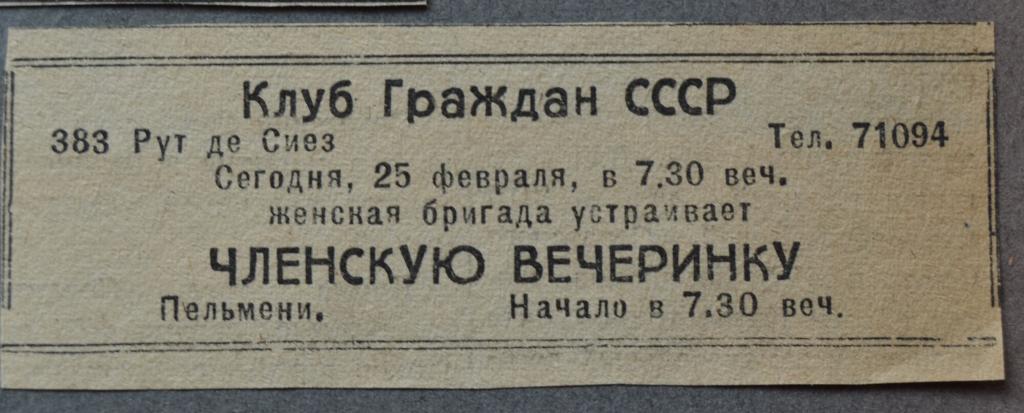 Клуб Граждан СССР
383 Рут де Сиез Тел. 71094
Сегодня, 25 февраля, в 7.30 веч.
женская бригада устраивает
ЧЛЕНСКУЮ ВЕЧЕРИНКУ
Пельмени. Начало в 7.30 веч.